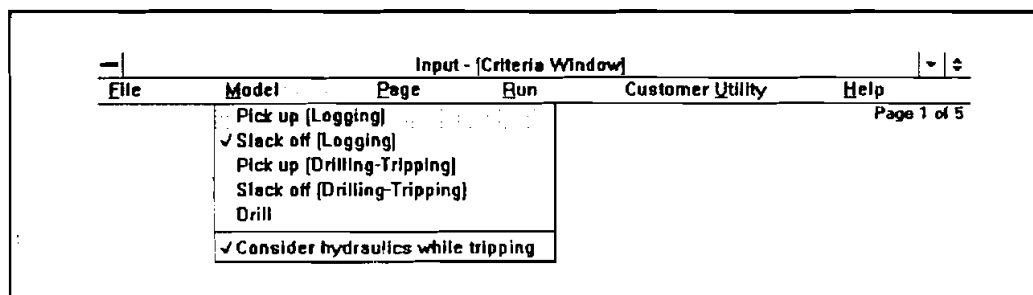 Input - [Criteria Window]
File Model Page Run Customer Utility Help
Page 1 of 5
Pick up [Logging]
✓ Slack off [Logging]
Pick up [Drilling-Tripping]
Slack off [Drilling-Tripping]
Drill
✓ Consider hydraulics while tripping